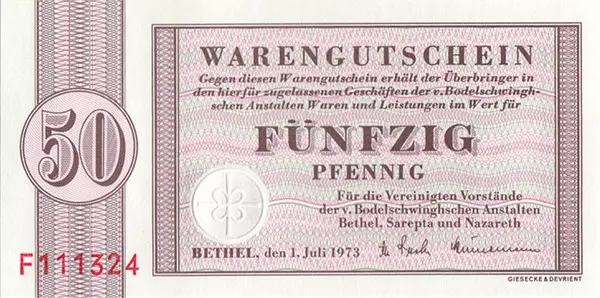 WARENGUTSCHEIN
Gegen diesen Warengutschein erhält der Überbringer in
den hierfür zugelassenen Geschäften der v. Bodelschwingh-
schen Anstalten Waren und Leistungen im Wert für
50
FÜNFZIG
PFENNIG
Für die Vereinigten Vorstände
der v. Bodelschwinghschen Anstalten
Bethel, Sarepta und Nazareth
BETHEL, den 1. Juli 1973
F111324
GIESECKE & DEVRIENT